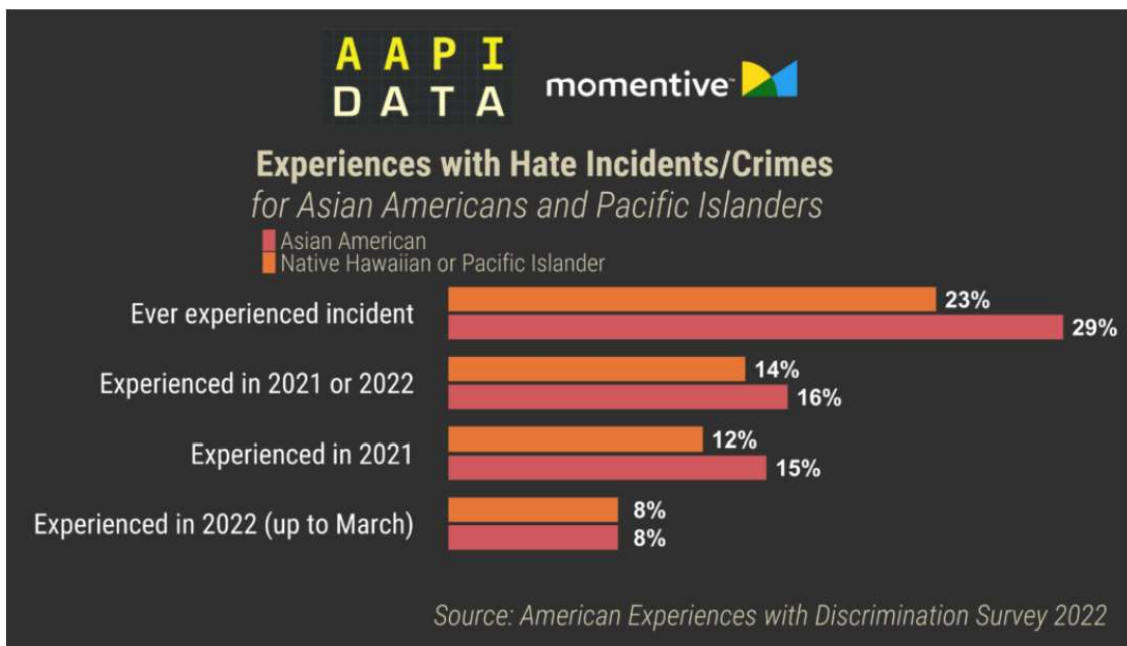 AAPI
DATA
momentive™
Experiences with Hate Incidents/Crimes
for Asian Americans and Pacific Islanders
Asian American
Native Hawaiian or Pacific Islander
Ever experienced incident
23%
29%
Experienced in 2021 or 2022
14%
16%
Experienced in 2021
12%
15%
Experienced in 2022 (up to March)
8%
8%
Source: American Experiences with Discrimination Survey 2022